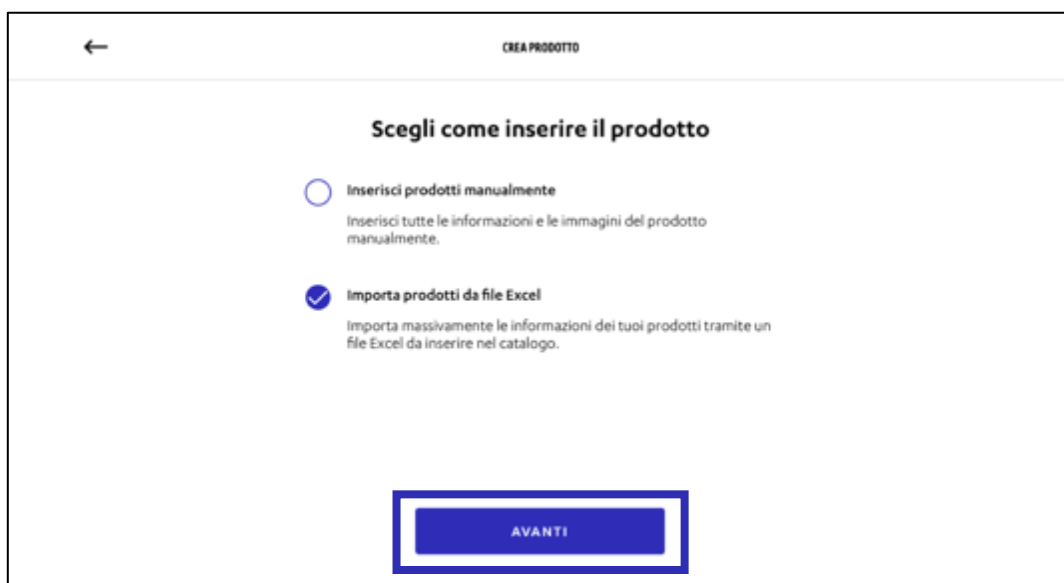 CREA PRODOTTO
Scegli come inserire il prodotto
Inserisci prodotti manualmente
Inserisci tutte le informazioni e le immagini del prodotto
manualmente.
Importa prodotti da file Excel
Importa massivamente le informazioni dei tuoi prodotti tramite un
file Excel da inserire nel catalogo.
AVANTI